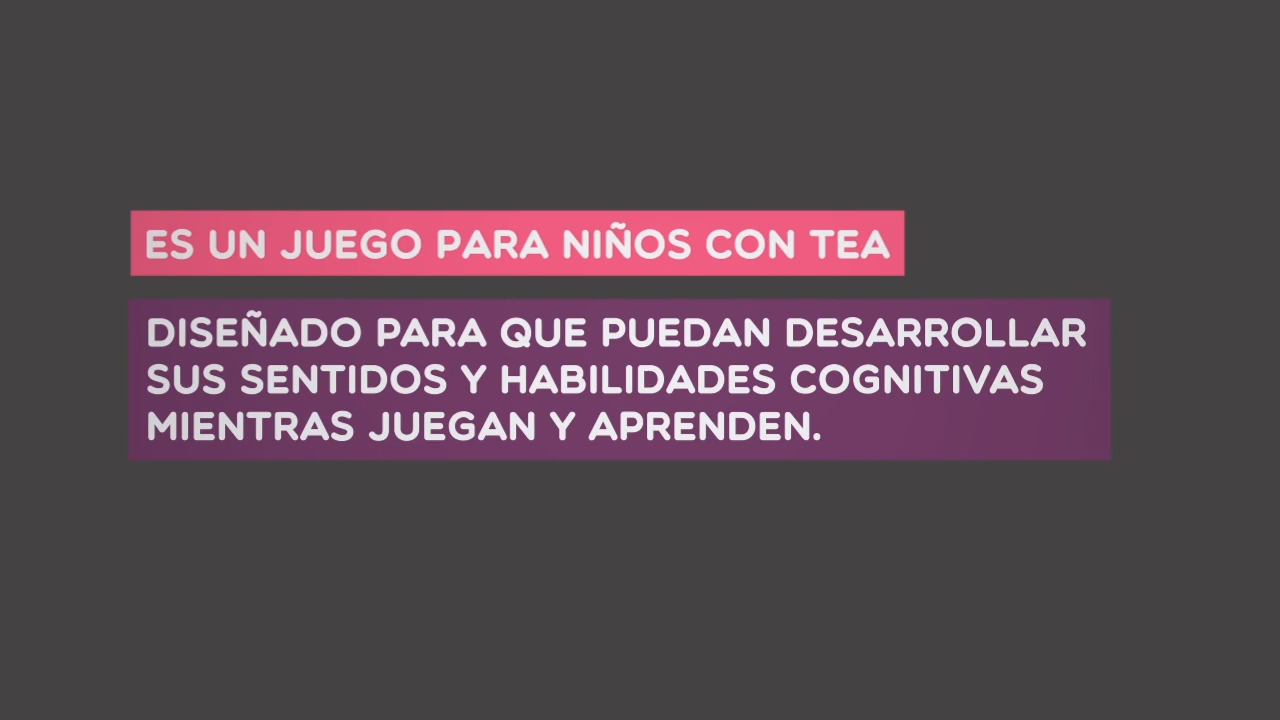 ES UN JUEGO PARA NIÑOS CON TEA
DISEÑADO PARA QUE PUEDAN DESARROLLAR
SUS SENTIDOS Y HABILIDADES COGNITIVAS
MIENTRAS JUEGAN Y APRENDEN.